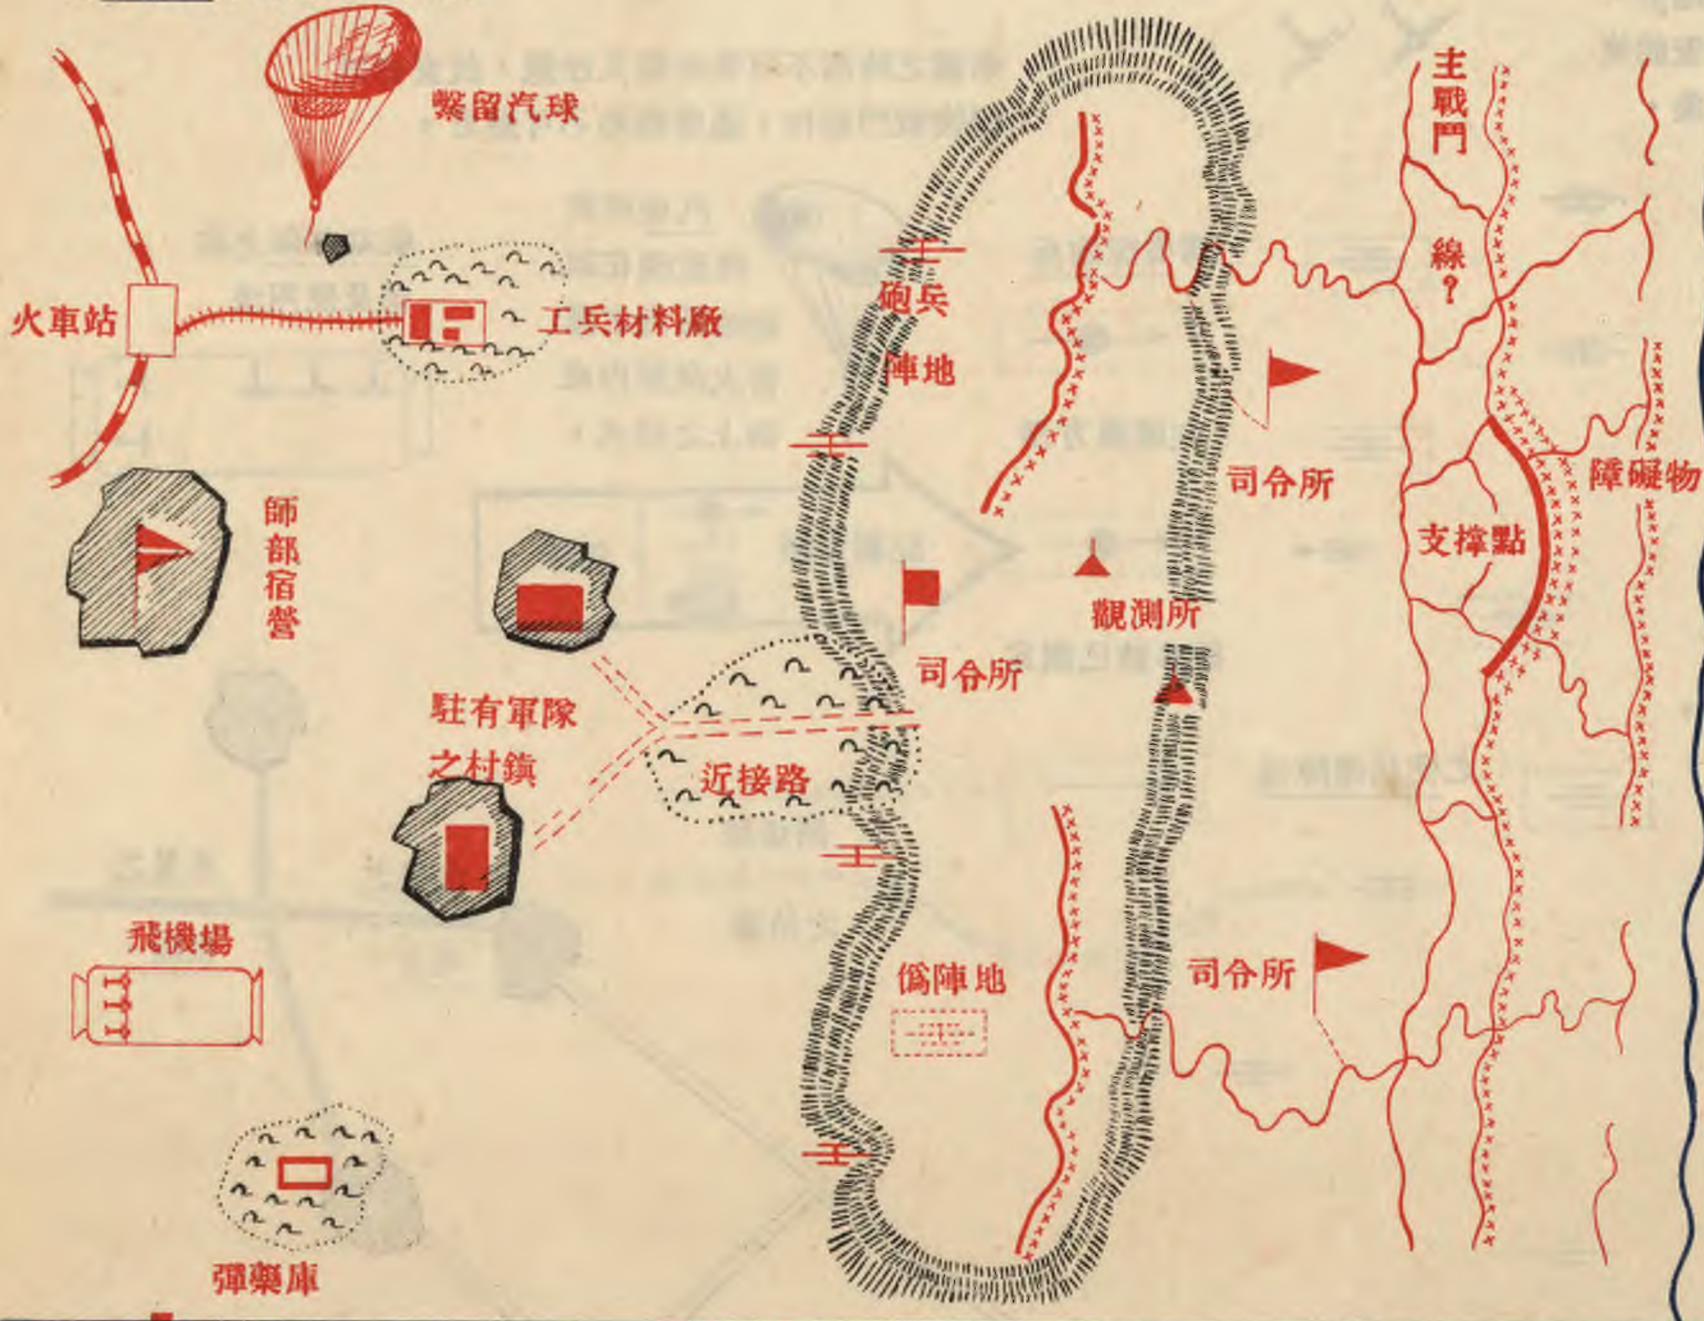 繫留汽球
火車站
工兵材料廠
師部宿營
駐有軍隊
之村鎮
近接路
飛機場
彈藥庫
砲兵
陣地
司令所
觀測所
僞陣地
司令所
司令所
主戰鬥
線？
支撐點
障礙物